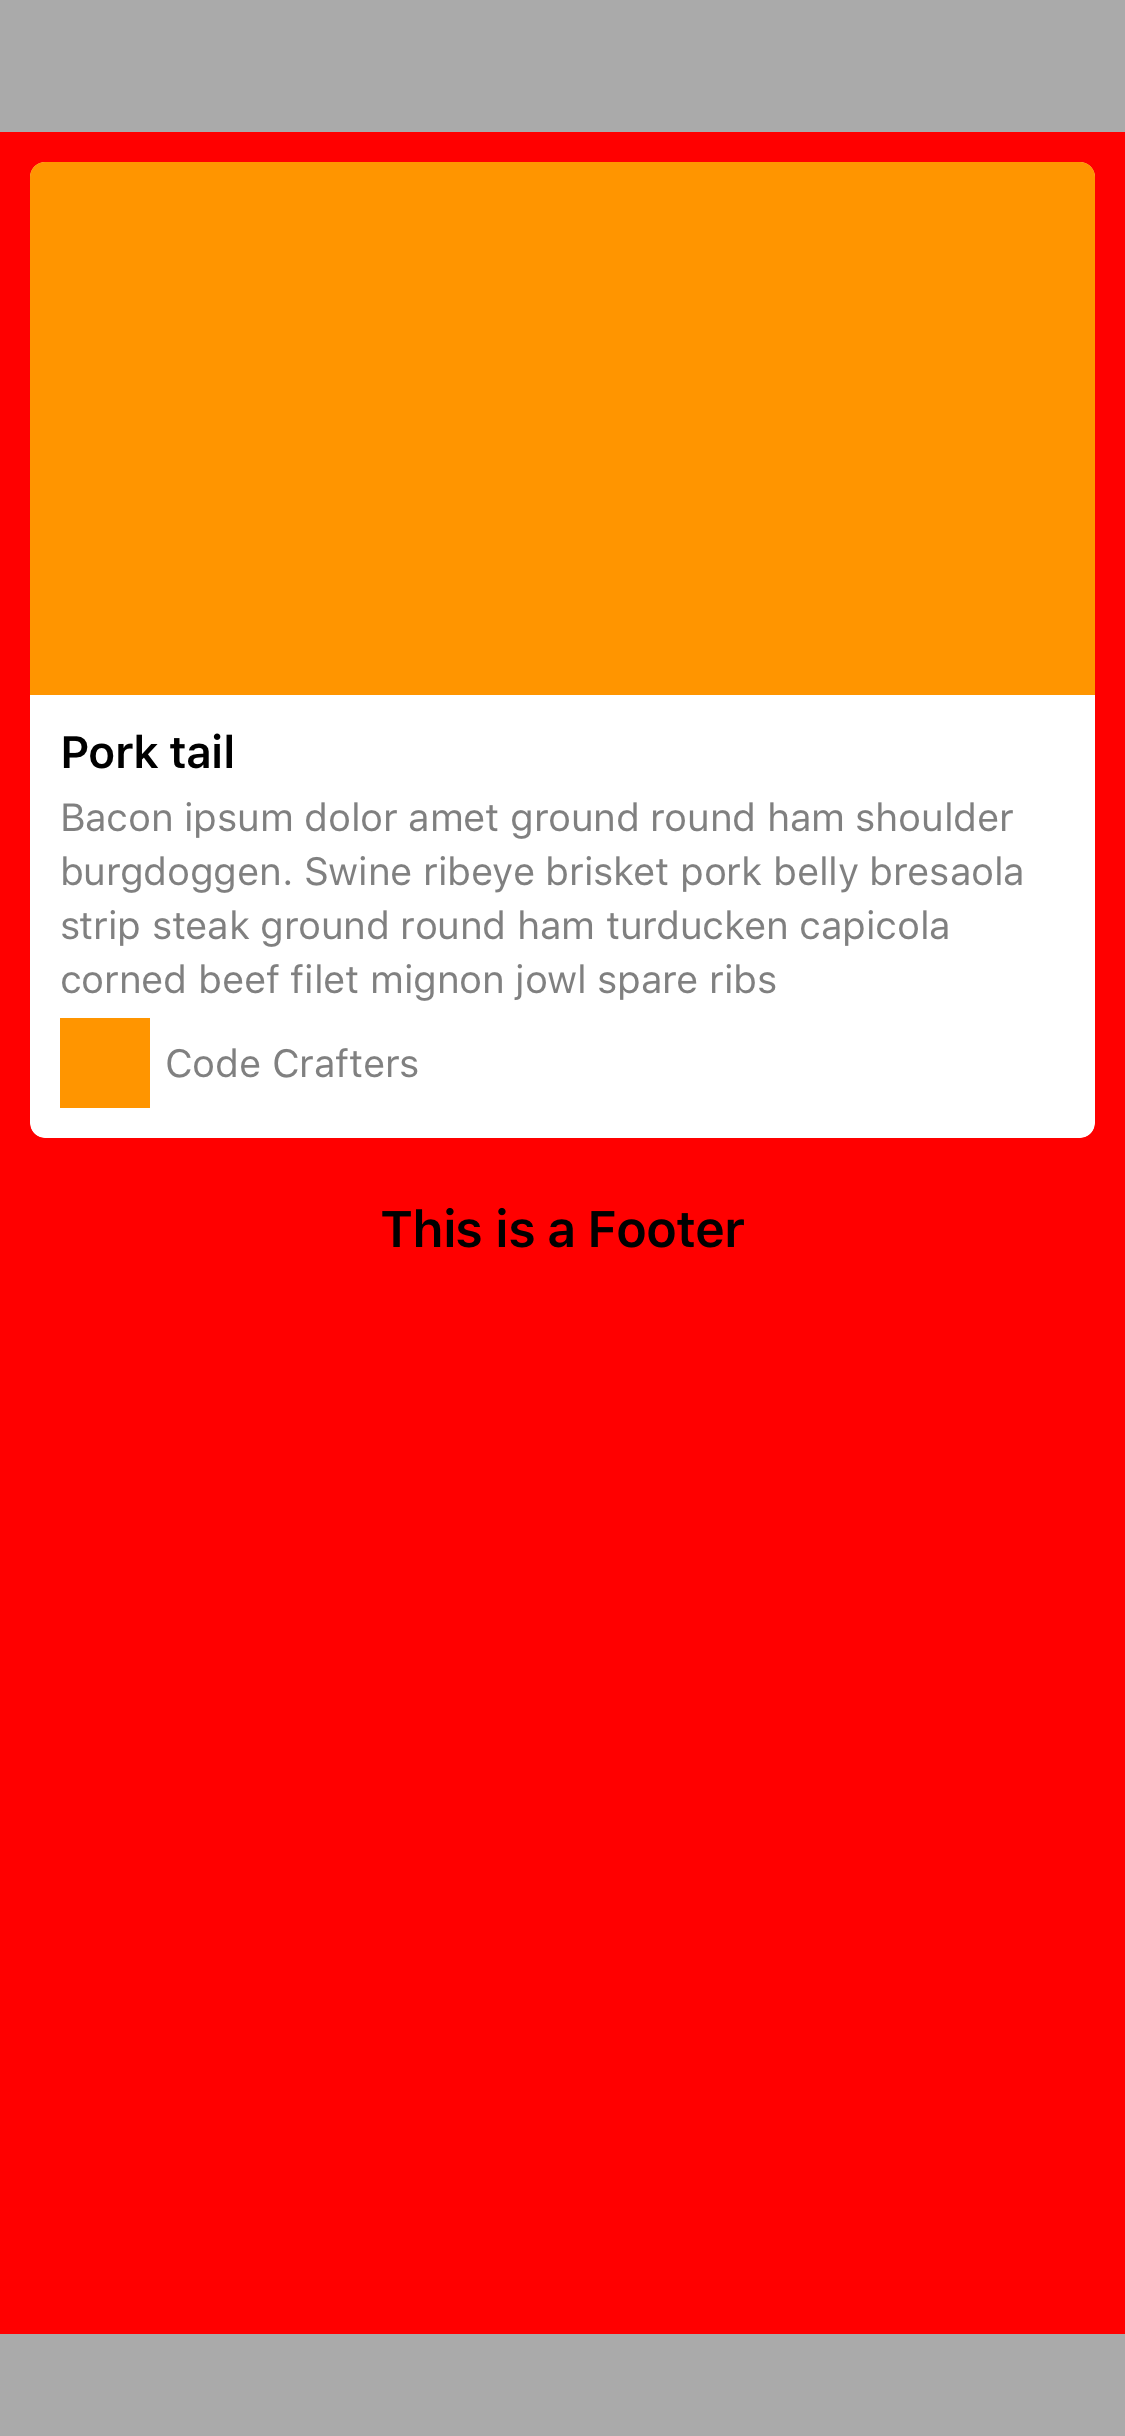 Pork tail
Bacon ipsum dolor amet ground round ham shoulder
burgdoggen. Swine ribeye brisket pork belly bresaola
strip steak ground round ham turducken capicola
corned beef filet mignon jowl spare ribs
Code Crafters
This is a Footer